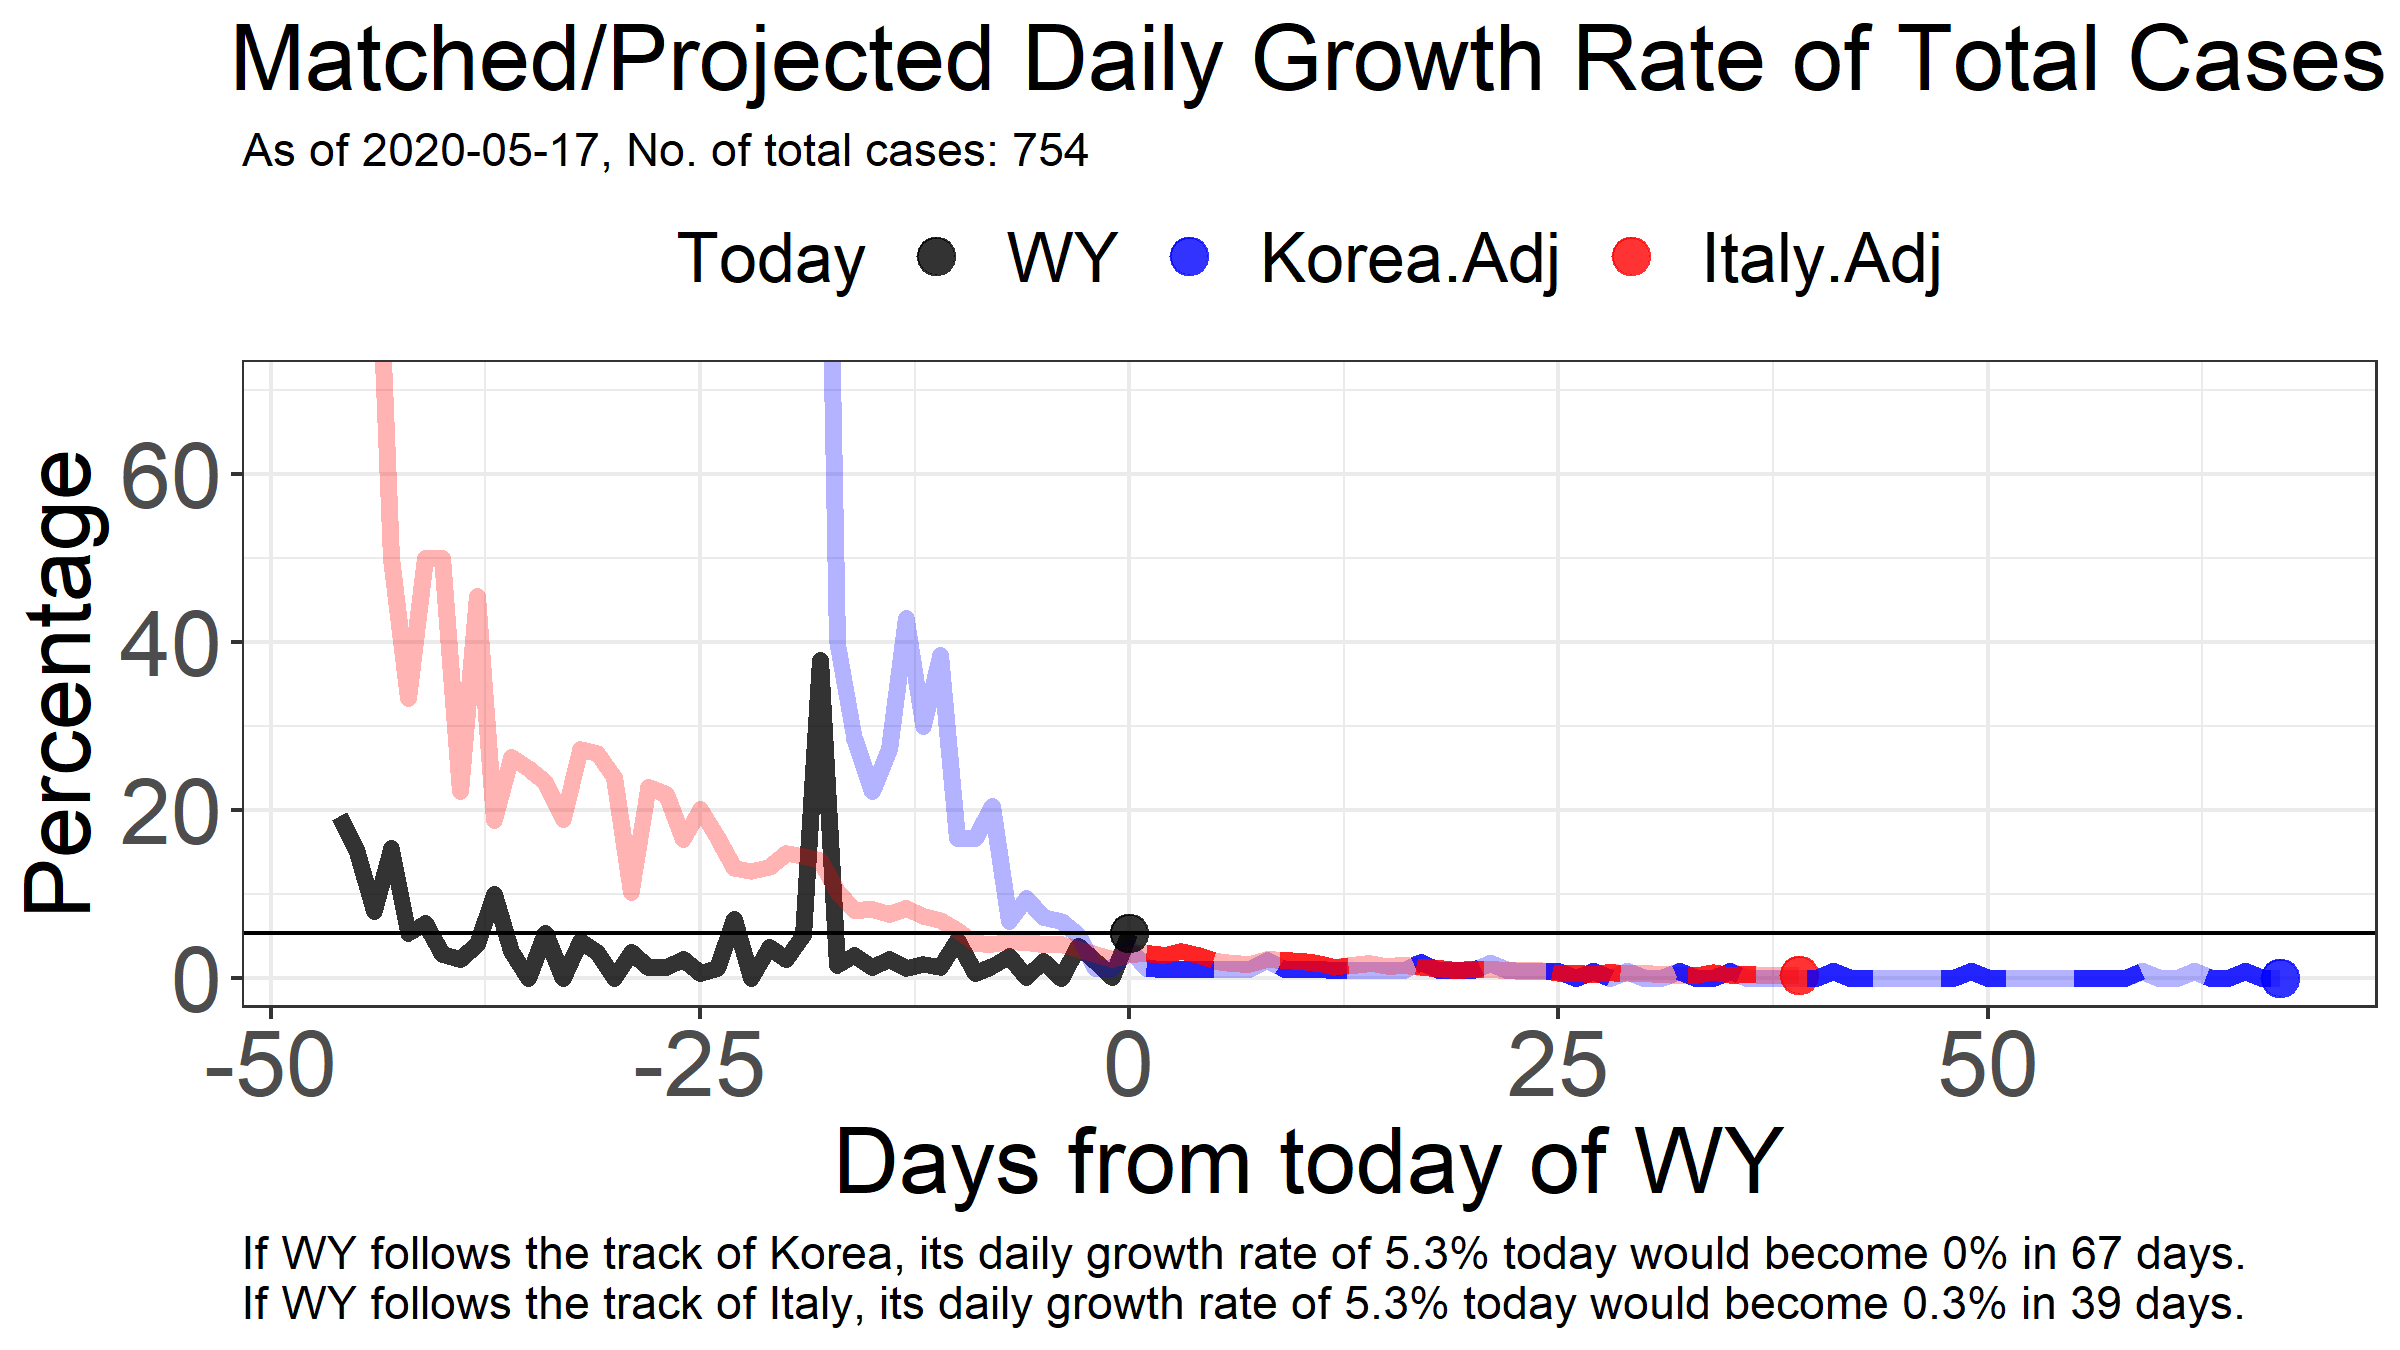 Matched/Projected Daily Growth Rate of Total Cases
As of 2020-05-17, No. of total cases: 754
Today WY Korea.Adj Italy.Adj
Percentage
60
40
20
0
-50 -25 0 25 50
Days from today of WY
If WY follows the track of Korea, its daily growth rate of 5.3% today would become 0% in 67 days.
If WY follows the track of Italy, its daily growth rate of 5.3% today would become 0.3% in 39 days.